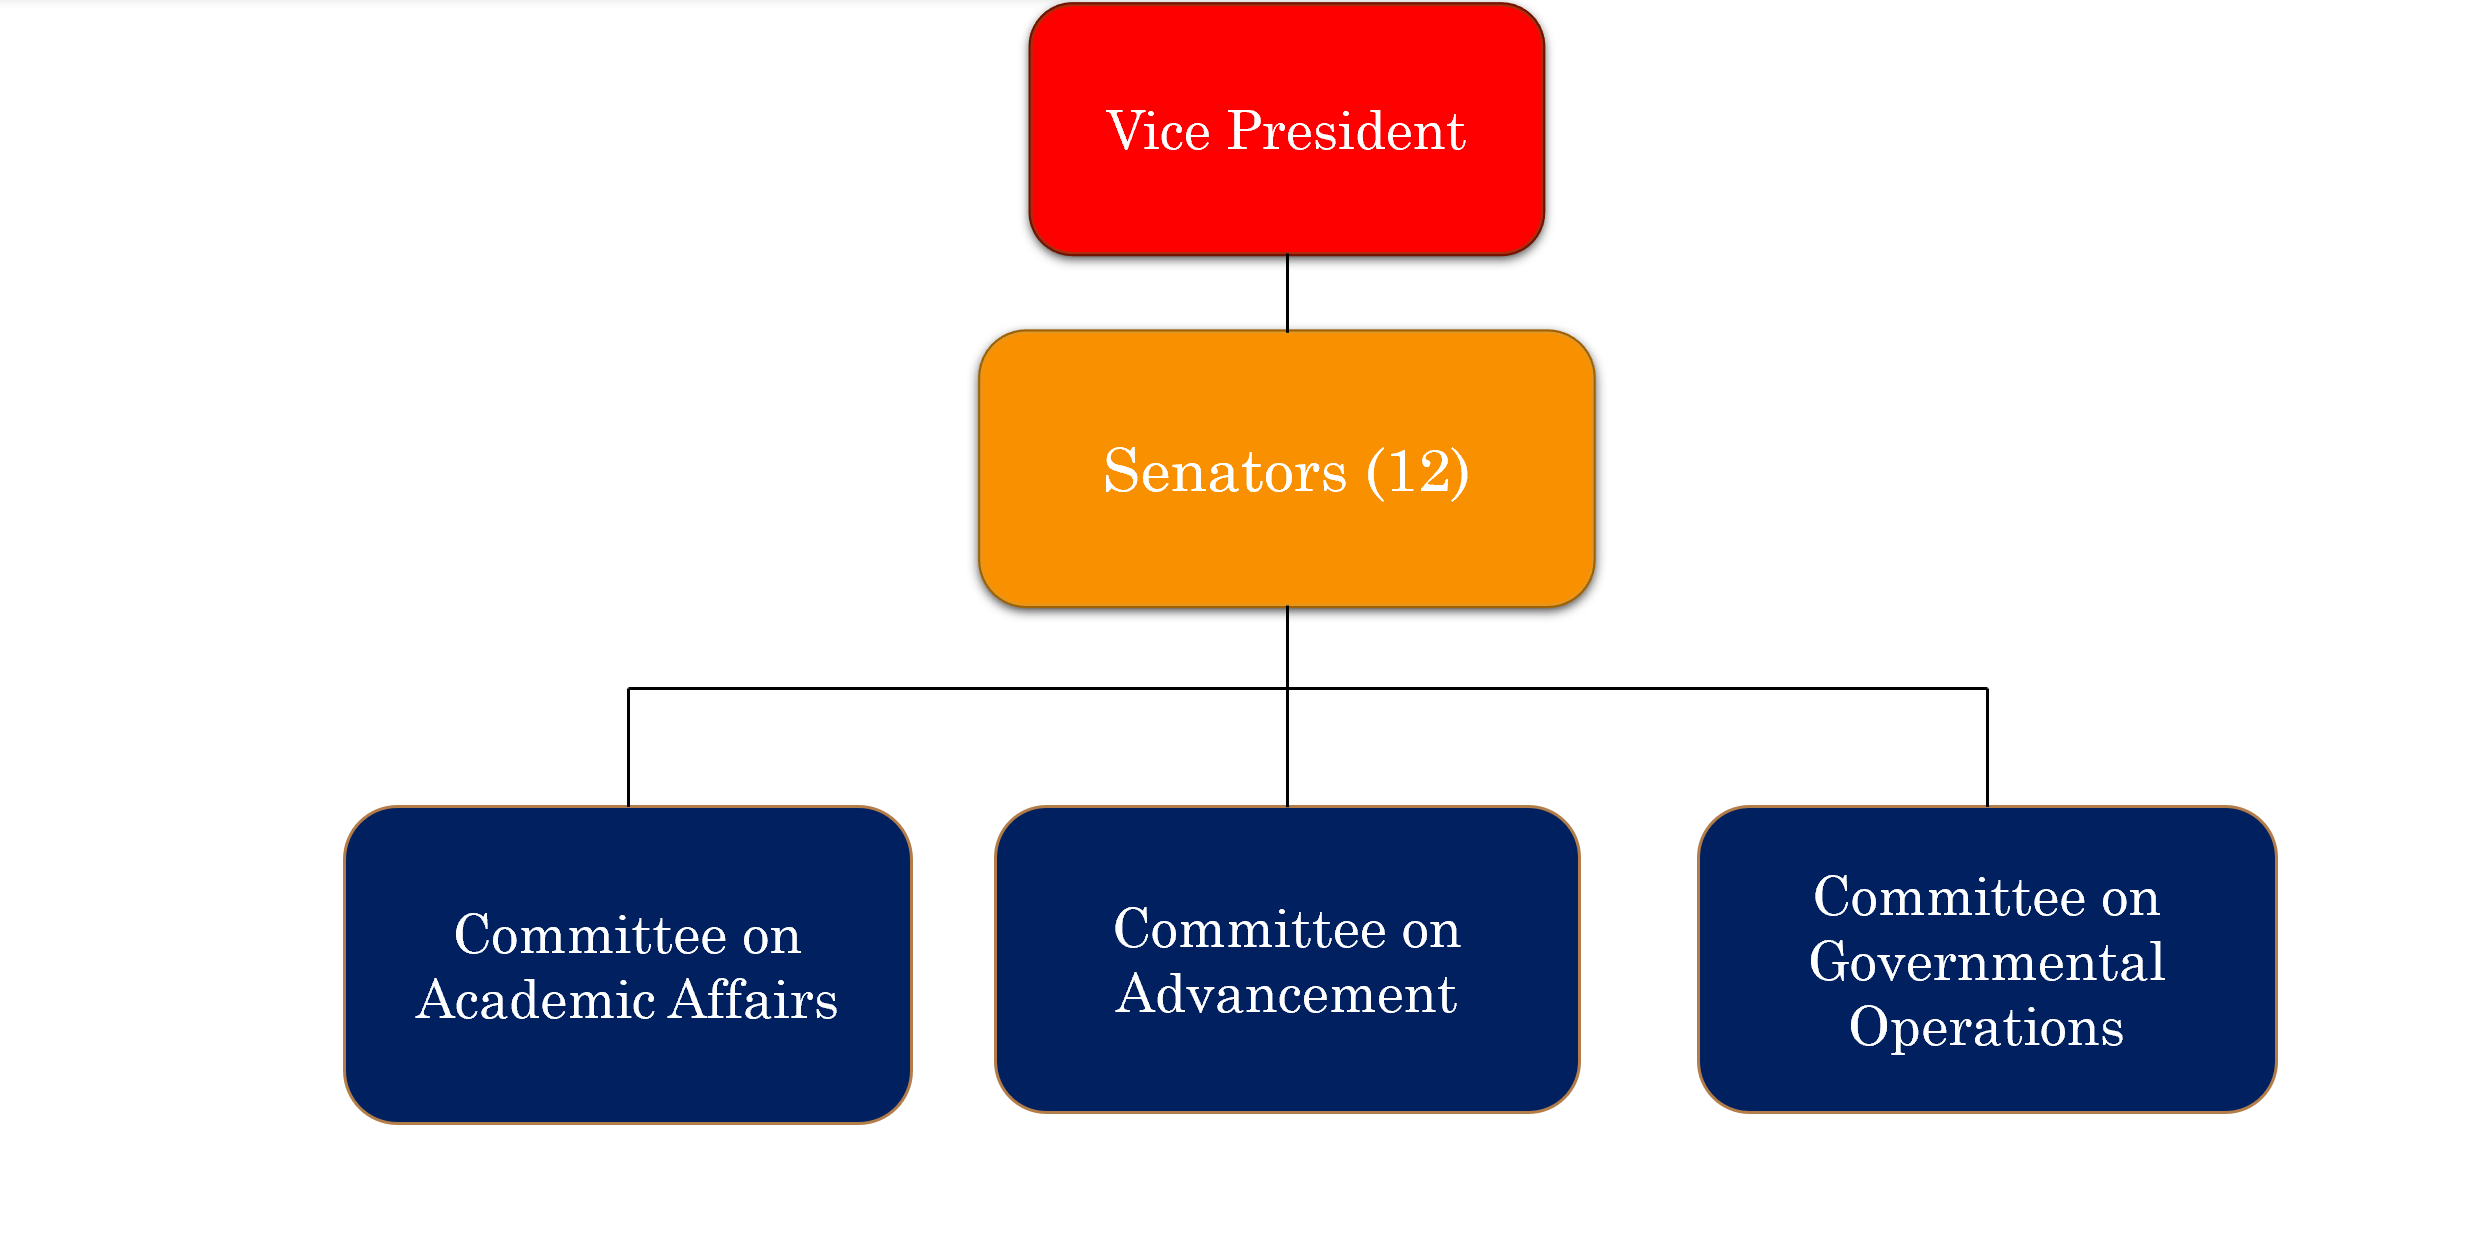 Vice President
Senators (12)
Committee on
Academic Affairs
Committee on
Advancement
Committee on
Governmental
Operations